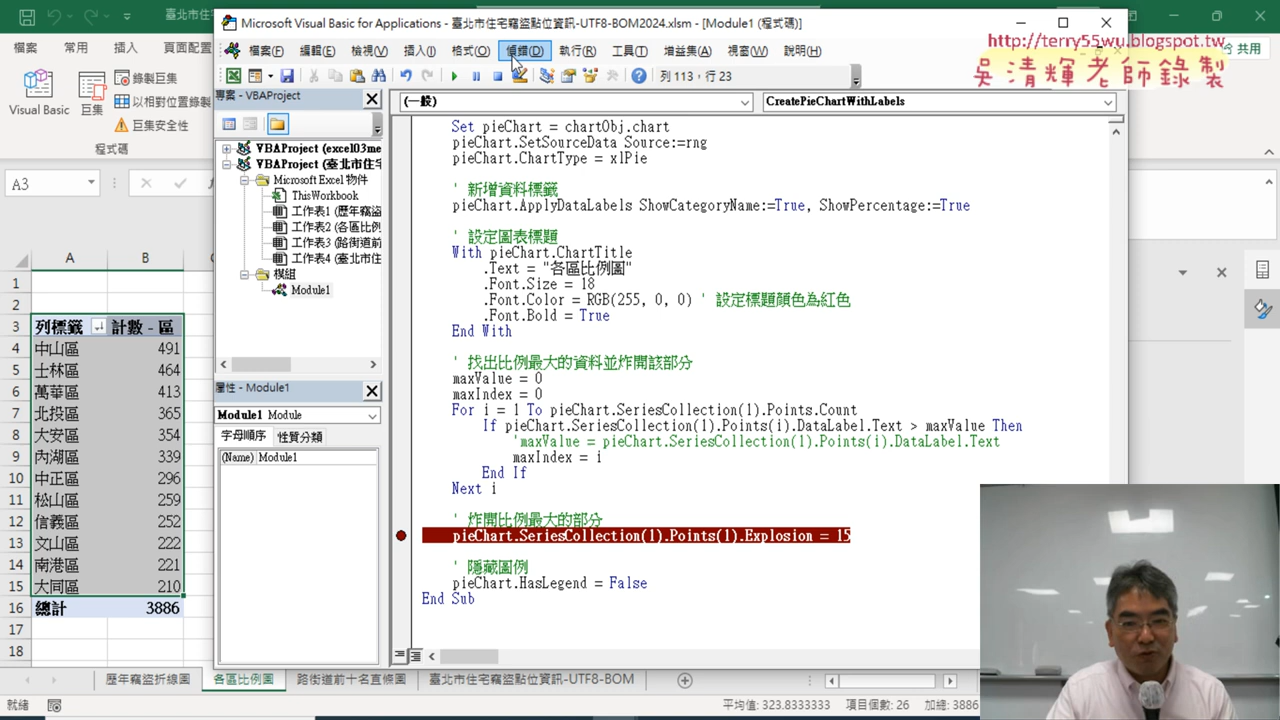 臺北市
檔案 常用 插入 頁面配置
共用
Visual Basic 巨集 錄製巨集
以相對位置錄製
巨集安全性
程式碼
A3
Microsoft Visual Basic for Applications - 臺北市住宅竊盜點位資訊-UTF8-BOM2024.xlsm - [Module1 (程式碼)]
檔案(F) 編輯(E) 檢視(V) 插入(I) 格式(O) 偵錯(D) 執行(R) 工具(T) 增益集(A) 視窗(W) 說明(H)
列 113，行 23
http://terry55wu.blogspot.tw
吳清輝老師錄製
專案 - VBAProject
VBAProject (excel03me
VBAProject (臺北市住宅
Microsoft Excel 物件
ThisWorkbook
工作表1 (歷年竊盜
工作表2 (各區比例
工作表3 (路街道前
工作表4 (臺北市住
模組
Module1
屬性 - Module1
Module1 Module
字母順序 性質分類
(Name) Module1
(一般) CreatePieChartWithLabels
Set pieChart = chartObj.chart
pieChart.SetSourceData Source:=rng
pieChart.ChartType = xlPie
' 新增資料標籤
pieChart.ApplyDataLabels ShowCategoryName:=True, ShowPercentage:=True
' 設定圖表標題
With pieChart.ChartTitle
.Text = "各區比例圖"
.Font.Size = 18
.Font.Color = RGB(255, 0, 0) ' 設定標題顏色為紅色
.Font.Bold = True
End With
' 找出比例最大的資料並炸開該部分
maxValue = 0
maxIndex = 0
For i = 1 To pieChart.SeriesCollection(1).Points.Count
If pieChart.SeriesCollection(1).Points(i).DataLabel.Text > maxValue Then
'maxValue = pieChart.SeriesCollection(1).Points(i).DataLabel.Text
maxIndex = i
End If
Next i
' 炸開比例最大的部分
pieChart.SeriesCollection(1).Points(1).Explosion = 15
' 隱藏圖例
pieChart.HasLegend = False
End Sub
A B
1
2
3 列標籤 計數 - 區
4 中山區 491
5 士林區 464
6 萬華區 413
7 北投區 365
8 大安區 354
9 內湖區 339
10 中正區 296
11 松山區 259
12 信義區 252
13 文山區 222
14 南港區 221
15 大同區 210
16 總計 3886
17
18
歷年竊盜折線圖 各區比例圖 路街道前十名直條圖 臺北市住宅竊盜點位資訊-UTF8-BOM
就緒 平均值: 323.8333333 項目個數: 26 加總: 3886